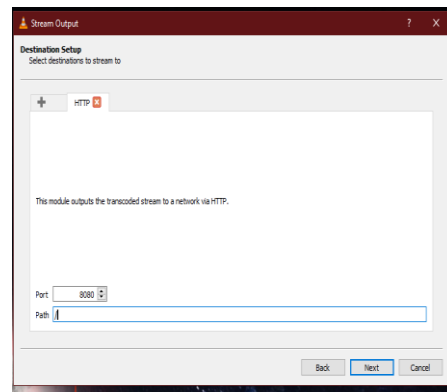 Stream Output
? X
Destination Setup
Select destinations to stream to
HTTP
This module outputs the transcoded stream to a network via HTTP.
Port 8080
Path /
Back Next Cancel